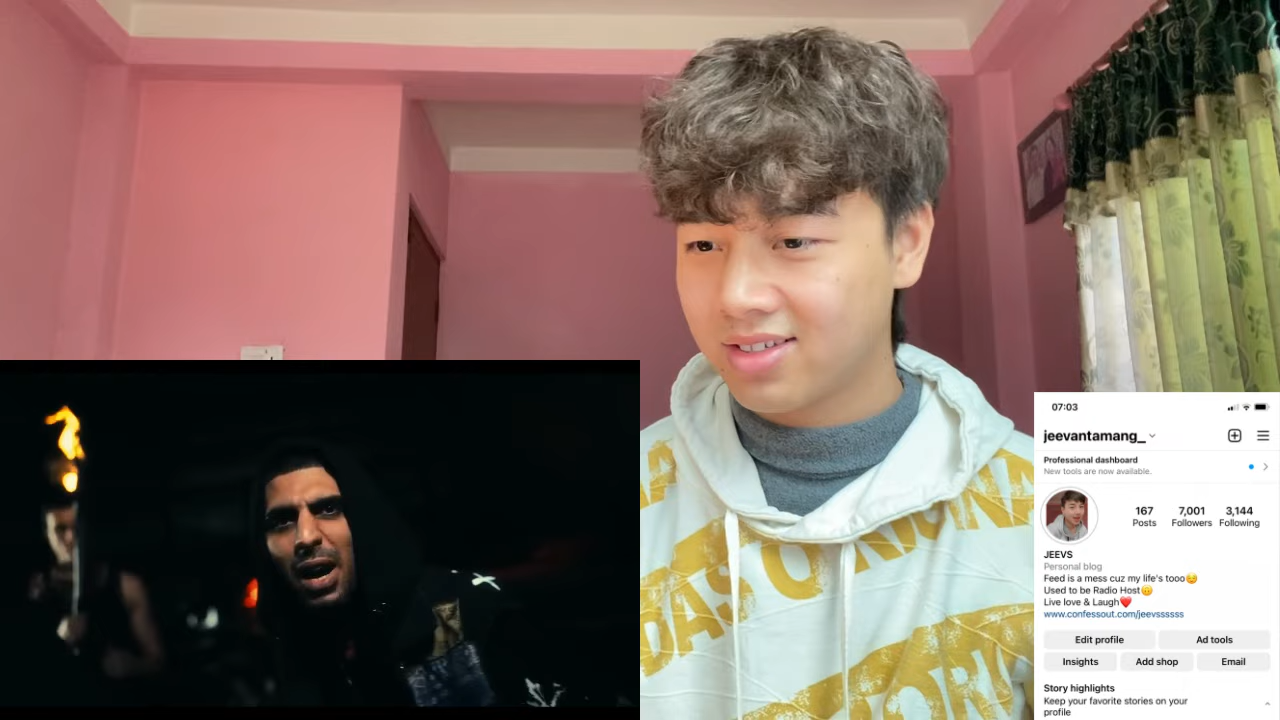 07:03
jeevantamang_
Professional dashboard
New tools are now available.
167 7,001 3,144
Posts Followers Following
JEEVS
Personal blog
Feed is a mess cuz my life's tooo😔
Used to be Radio Host🙃
Live love & Laugh❤️
www.confessout.com/jeevssssss
Edit profile Ad tools
Insights Add shop Email
Story highlights
Keep your favorite stories on your
profile
DAS ORIGINA